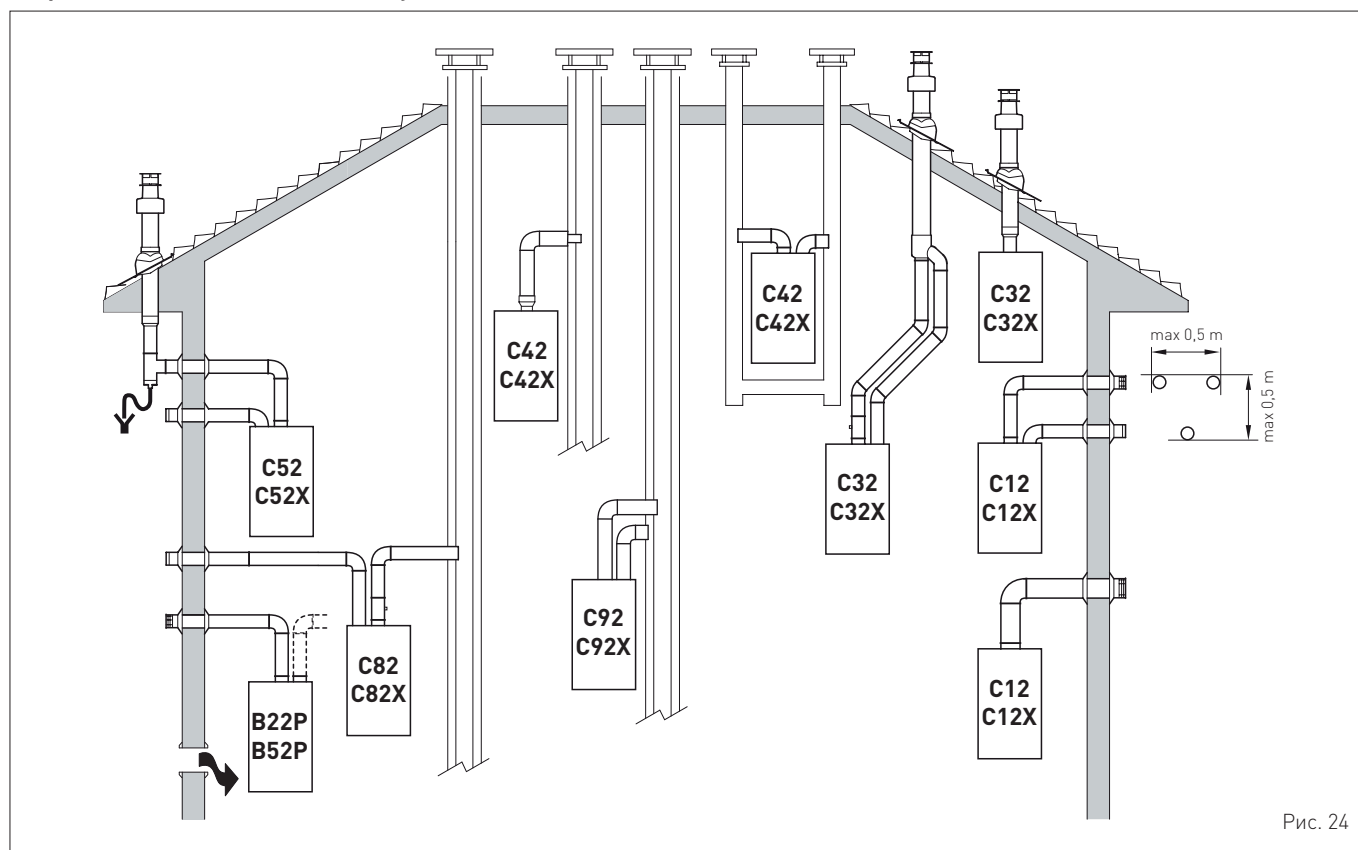 C52
C52X
B22P
B52P
C82
C82X
C42
C42X
C92
C92X
C42
C42X
C32
C32X
C32
C32X
C12
C12X
C12
C12X
max 0,5 m
max 0,5 m
Рис. 24